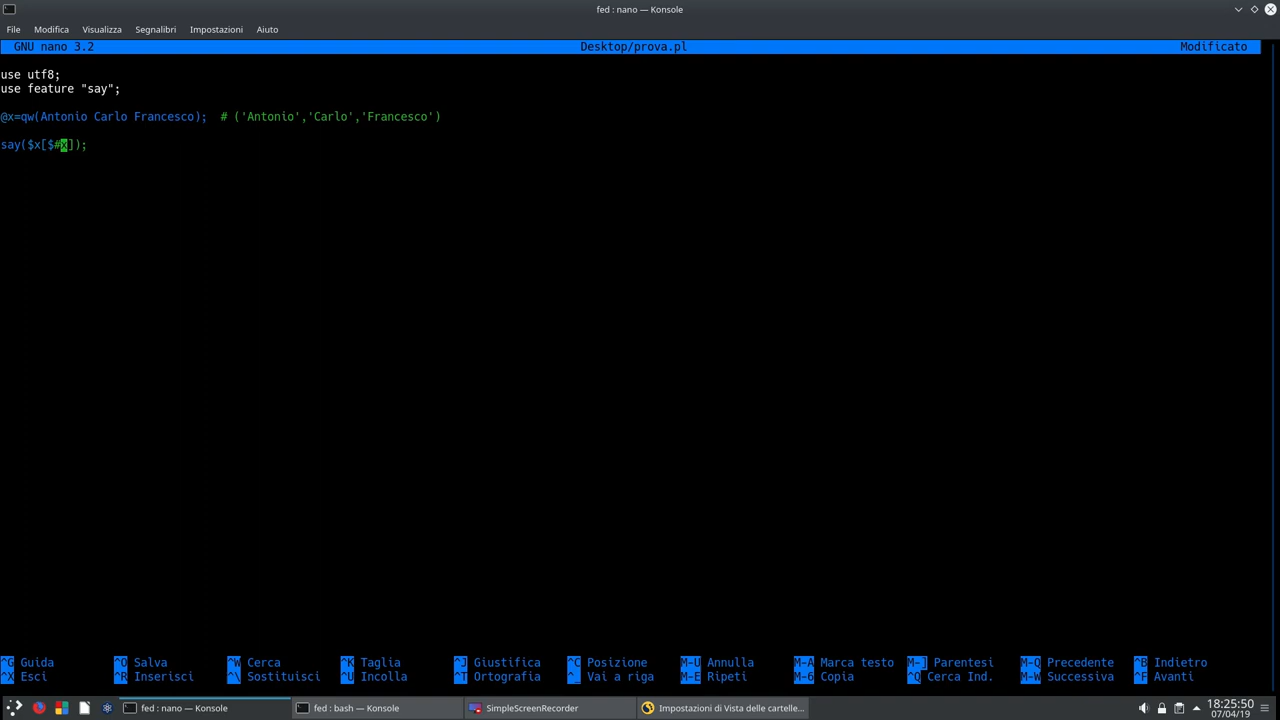 fed : nano — Konsole
File Modifica Visualizza Segnalibri Impostazioni Aiuto
GNU nano 3.2 Desktop/prova.pl Modificato
use utf8;
use feature "say";
@x=qw(Antonio Carlo Francesco); # ('Antonio','Carlo','Francesco')
say($x[$#x]);
^G Guida ^O Salva ^W Cerca ^K Taglia ^J Giustifica ^C Posizione M-U Annulla M-A Marca testo M-] Parentesi M-Q Precedente ^B Indietro
^X Esci ^R Inserisci ^\ Sostituisci ^U Incolla ^T Ortografia ^_ Vai a riga M-E Ripeti M-6 Copia ^Q Cerca Ind. M-W Successiva ^F Avanti
fed : nano — Konsole fed : bash — Konsole SimpleScreenRecorder Impostazioni di Vista delle cartelle... 18:25:50
07/04/19